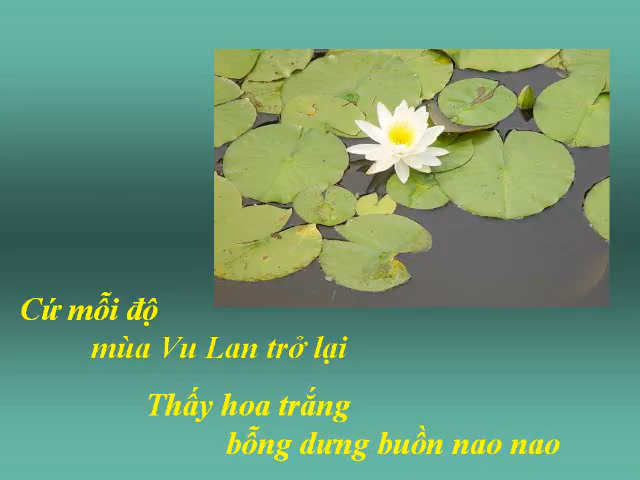 Cứ mỗi độ
mùa Vu Lan trở lại
Thấy hoa trắng
bỗng dưng buồn nao nao